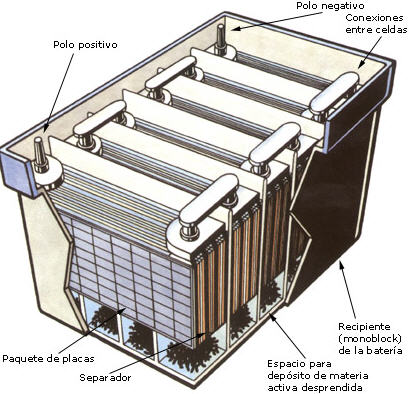 Polo negativo
Conexiones
entre celdas
Polo positivo
Recipiente
(monoblock)
de la batería
Paquete de placas
Espacio para
depósito de materia
activa desprendida
Separador